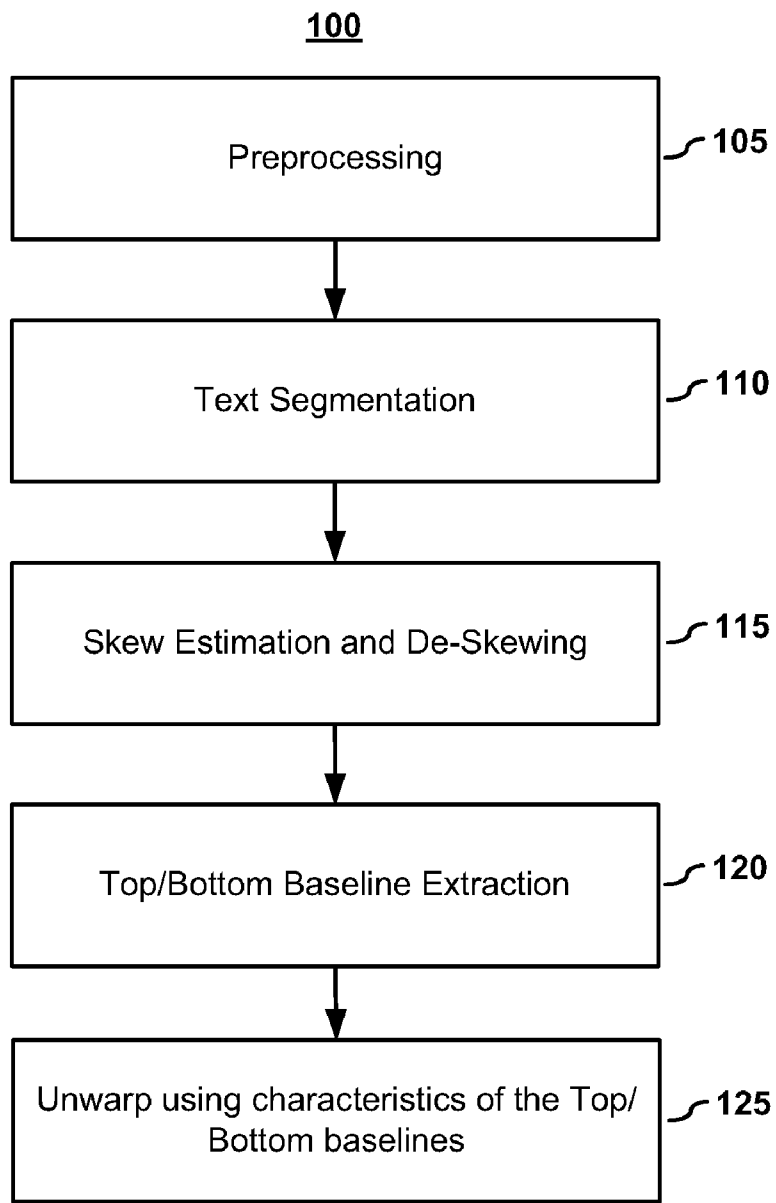 100
Preprocessing
105
Text Segmentation
110
Skew Estimation and De-Skewing
115
Top/Bottom Baseline Extraction
120
Unwarp using characteristics of the Top/
Bottom baselines
125